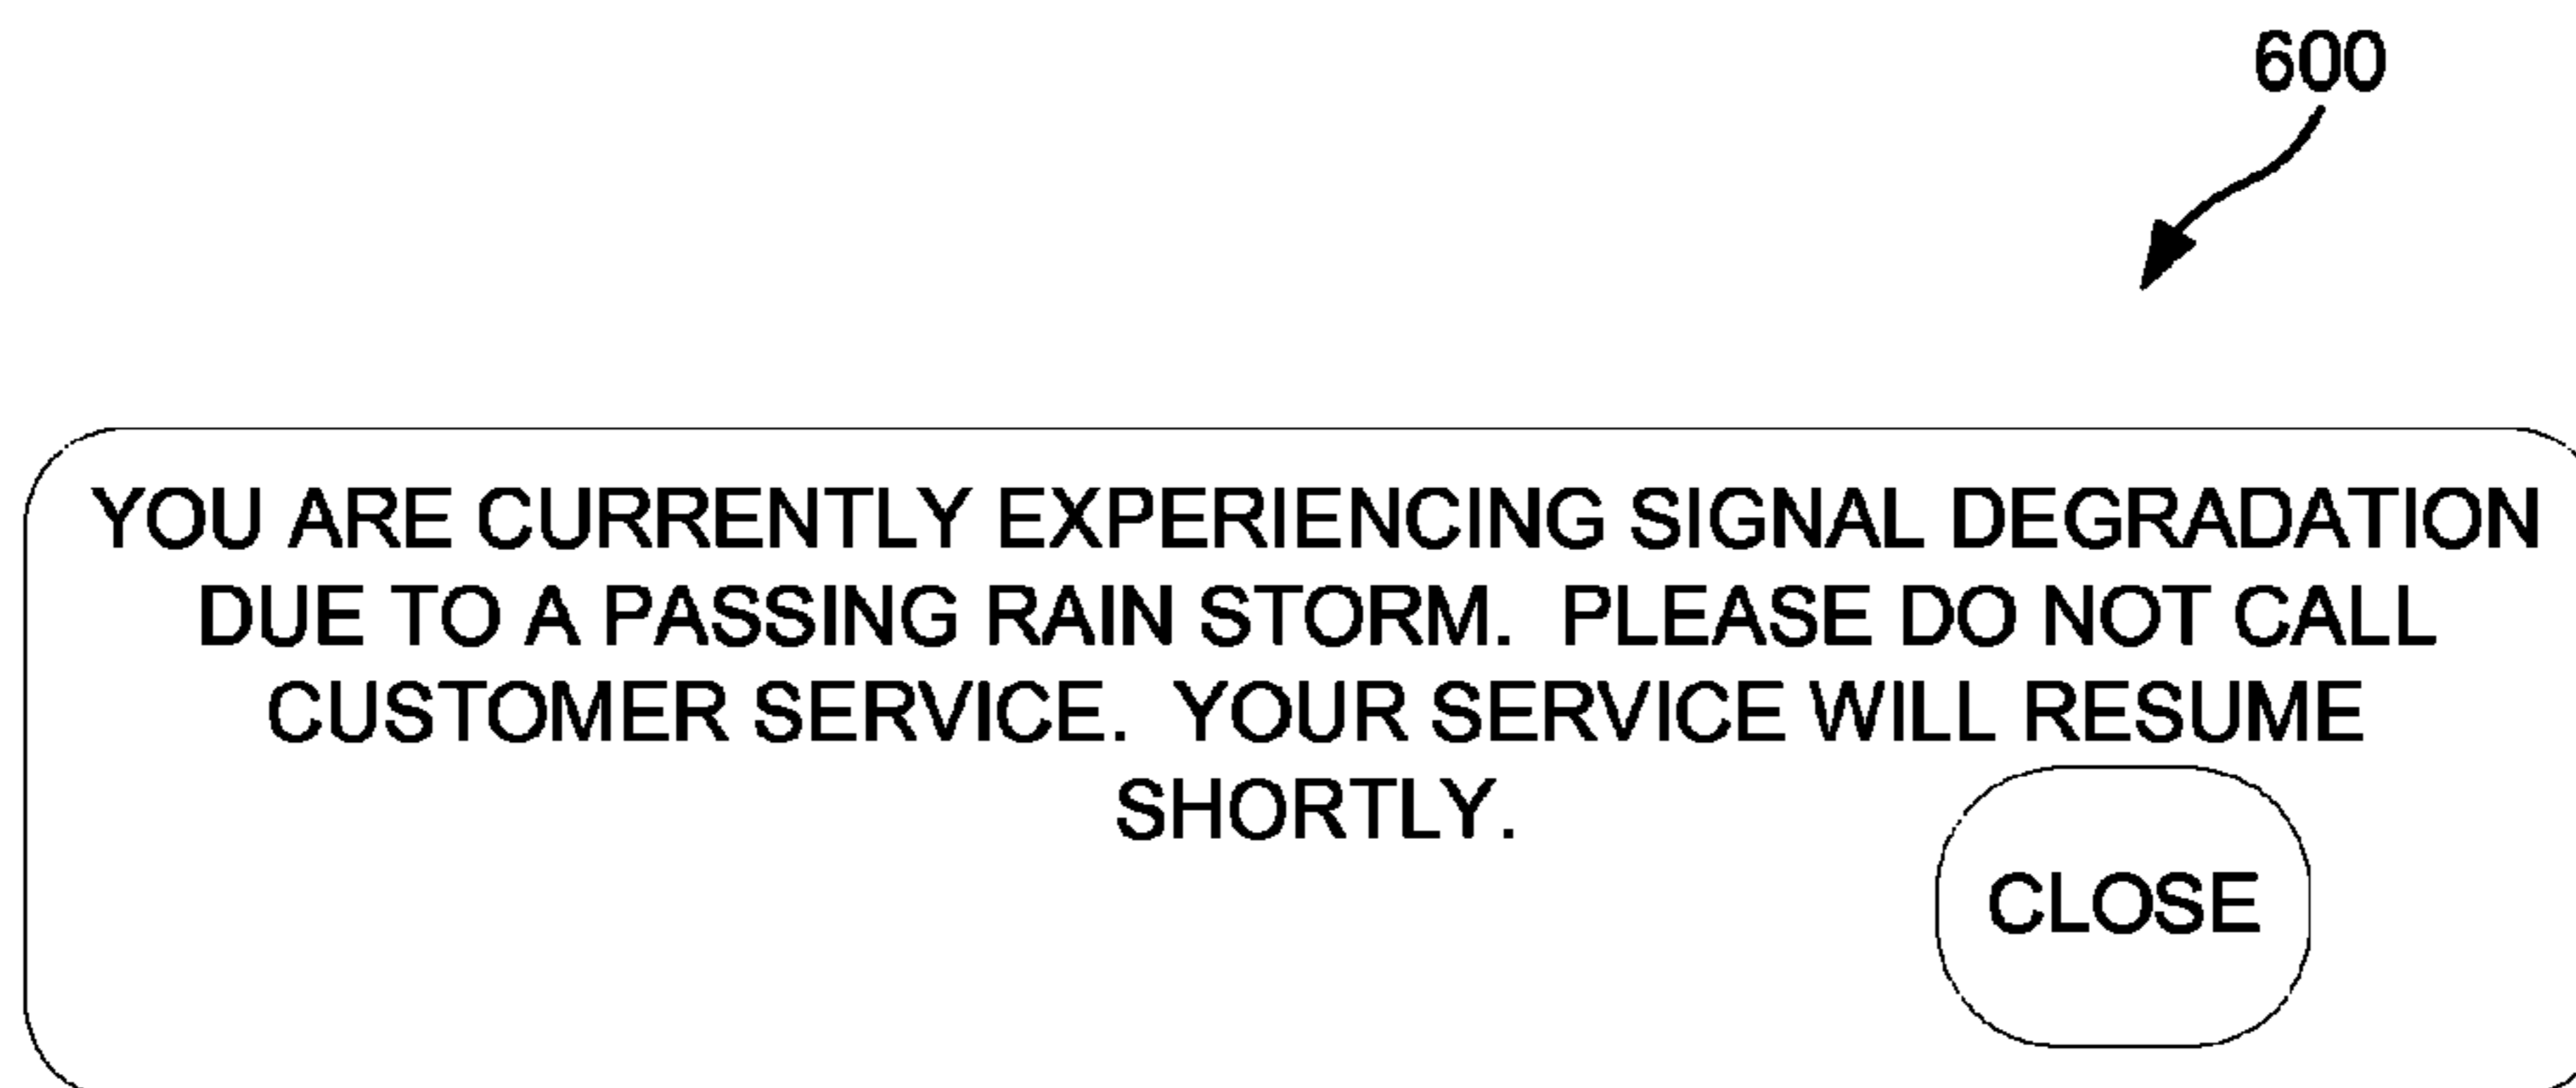 600
YOU ARE CURRENTLY EXPERIENCING SIGNAL DEGRADATION
DUE TO A PASSING RAIN STORM.  PLEASE DO NOT CALL
CUSTOMER SERVICE.  YOUR SERVICE WILL RESUME
SHORTLY.
CLOSE